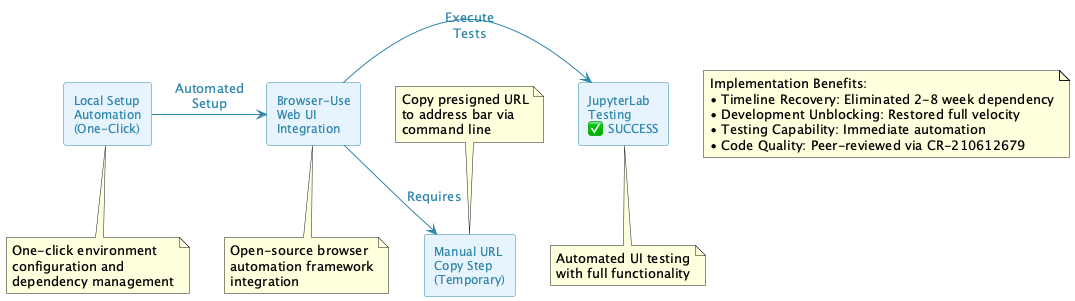 Execute
Tests
Local Setup
Automation
(One-Click)
Automated
Setup
Browser-Use
Web UI
Integration
Copy presigned URL
to address bar via
command line
JupyterLab
Testing
✅ SUCCESS
Implementation Benefits:
• Timeline Recovery: Eliminated 2-8 week dependency
• Development Unblocking: Restored full velocity
• Testing Capability: Immediate automation
• Code Quality: Peer-reviewed via CR-210612679
Requires
One-click environment
configuration and
dependency management
Open-source browser
automation framework
integration
Manual URL
Copy Step
(Temporary)
Automated UI testing
with full functionality